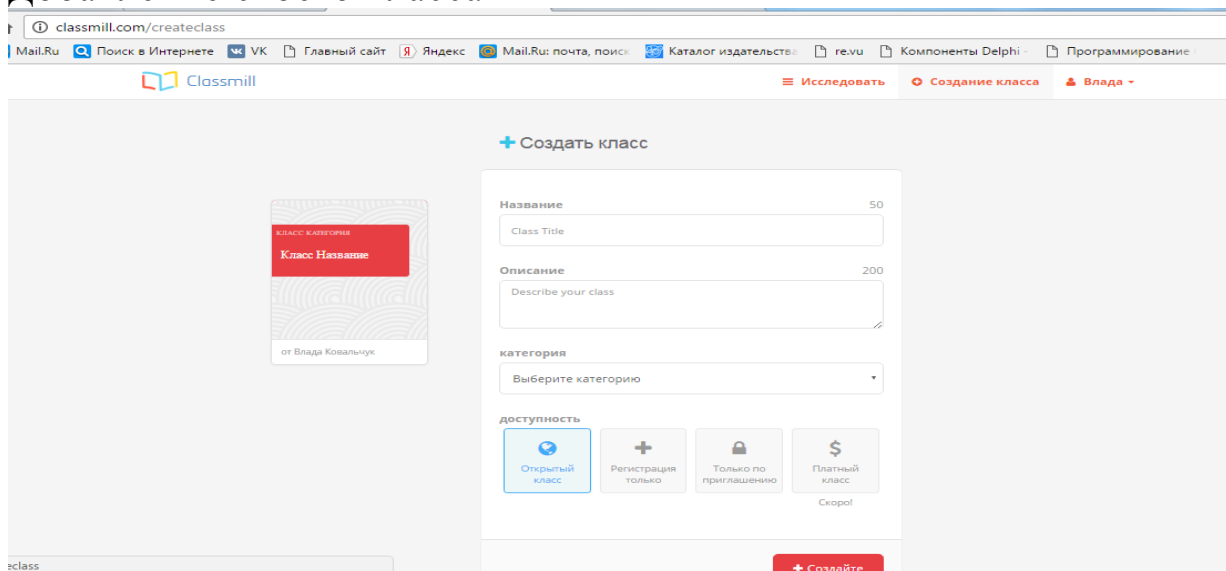 classmill.com/createclass
Mail.Ru Поиск в Интернете VK Главный сайт Яндекс Mail.Ru: почта, поиск Каталог издательства re.vu Компоненты Delphi - Программирование
Classmill Исследовать Создание класса Влада
Создать класс
Название 50
Class Title
Описание 200
Describe your class
категория
Выберите категорию
доступность
Открытый класс
Регистрация только
Только по приглашению
$ Платный класс
Скоро!
+ Создайте
КЛАСС КАТЕГОРИЯ
Класс Название
от Влада Ковальчук
eclass